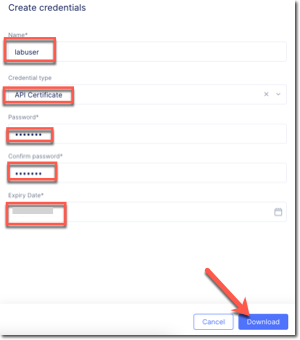 Create credentials
Name*
labuser
Credential type
API Certificate
Password*
•••••••
Confirm password*
•••••••
Expiry Date*
Cancel
Download